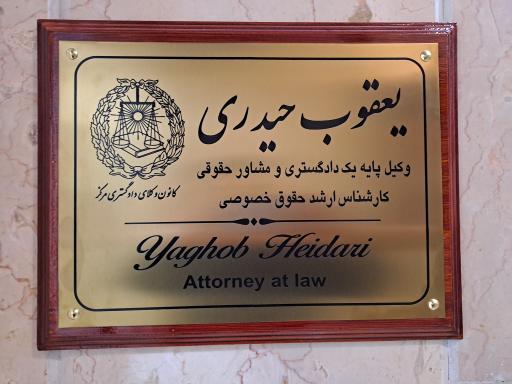 یعقوب حیدری
وکیل پایه یک دادگستری و مشاور حقوقی
کارشناس ارشد حقوق خصوصی
کانون وکلای دادگستری مرکز
Yaghob Heidari
Attorney at law